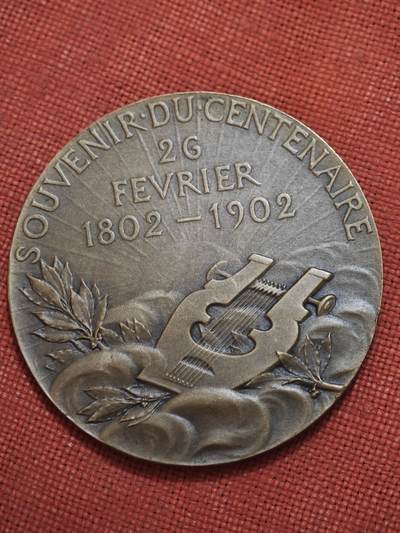 SOUVENIR·DU·CENTENAIRE
26
FEVRIER
1802-1902